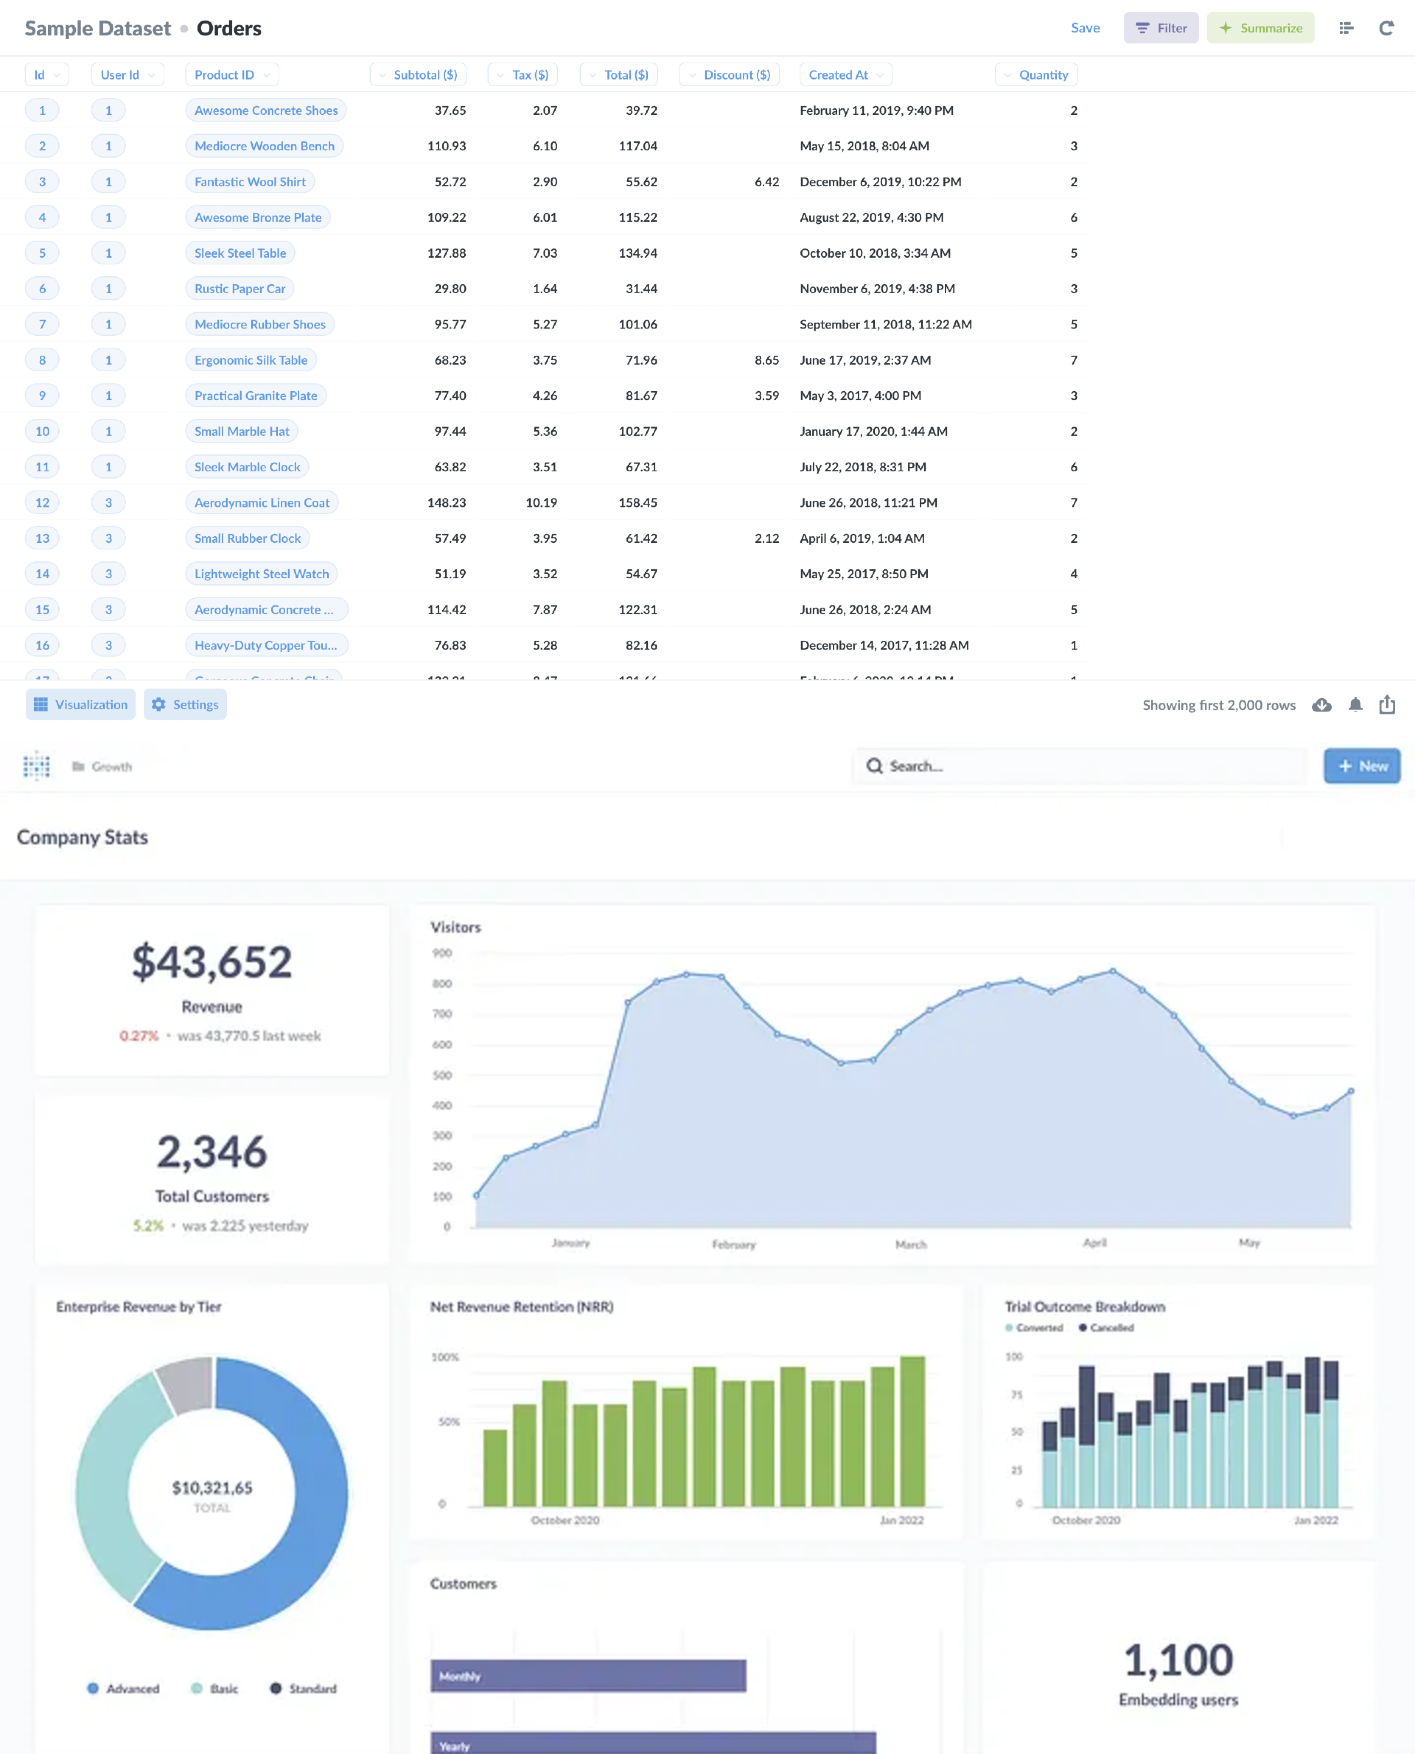 Sample Dataset • Orders
Save Filter Summarize
Id User Id Product ID Subtotal ($) Tax ($) Total ($) Discount ($) Created At Quantity
1 1 Awesome Concrete Shoes 37.65 2.07 39.72 February 11, 2019, 9:40 PM 2
2 1 Mediocre Wooden Bench 110.93 6.10 117.04 May 15, 2018, 8:04 AM 3
3 1 Fantastic Wool Shirt 52.72 2.90 55.62 6.42 December 6, 2019, 10:22 PM 2
4 1 Awesome Bronze Plate 109.22 6.01 115.22 August 22, 2019, 4:30 PM 6
5 1 Sleek Steel Table 127.88 7.03 134.94 October 10, 2018, 3:34 AM 5
6 1 Rustic Paper Car 29.80 1.64 31.44 November 6, 2019, 4:38 PM 3
7 1 Mediocre Rubber Shoes 95.77 5.27 101.06 September 11, 2018, 11:22 AM 5
8 1 Ergonomic Silk Table 68.23 3.75 71.96 8.65 June 17, 2019, 2:37 AM 7
9 1 Practical Granite Plate 77.40 4.26 81.67 3.59 May 3, 2017, 4:00 PM 3
10 1 Small Marble Hat 97.44 5.36 102.77 January 17, 2020, 1:44 AM 2
11 1 Sleek Marble Clock 63.82 3.51 67.31 July 22, 2018, 8:31 PM 6
12 3 Aerodynamic Linen Coat 148.23 10.19 158.45 June 26, 2018, 11:21 PM 7
13 3 Small Rubber Clock 57.49 3.95 61.42 2.12 April 6, 2019, 1:04 AM 2
14 3 Lightweight Steel Watch 51.19 3.52 54.67 May 25, 2017, 8:50 PM 4
15 3 Aerodynamic Concrete ... 114.42 7.87 122.31 June 26, 2018, 2:24 AM 5
16 3 Heavy-Duty Copper Tou... 76.83 5.28 82.16 December 14, 2017, 11:28 AM 1
Visualization Settings Showing first 2,000 rows
Growth Search... + New
Company Stats
$43,652
Revenue
0.27% • was 43,770.5 last week
2,346
Total Customers
5.2% • was 2.225 yesterday
Visitors
900
800
700
600
500
400
300
200
100
0
January February March April May
Enterprise Revenue by Tier
$10,321,65
TOTAL
Advanced Basic Standard
Net Revenue Retention (NRR)
100%
50%
0
October 2020 Jan 2022
Trial Outcome Breakdown
Converted Cancelled
100
75
50
25
0
October 2020 Jan 2022
Customers
Monthly
Yearly
1,100
Embedding users